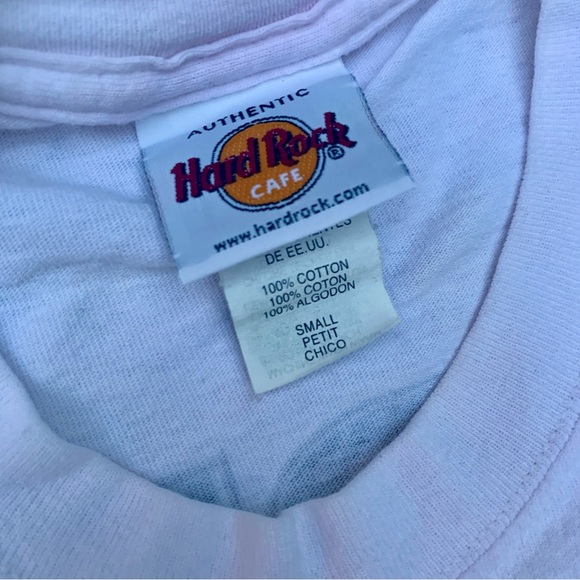 AUTHENTIC
Hard Rock ®
CAFE
www.hardrock.com
DE EE.UU.
100% COTTON
100% COTON
100% ALGODON
SMALL
PETIT
CHICO